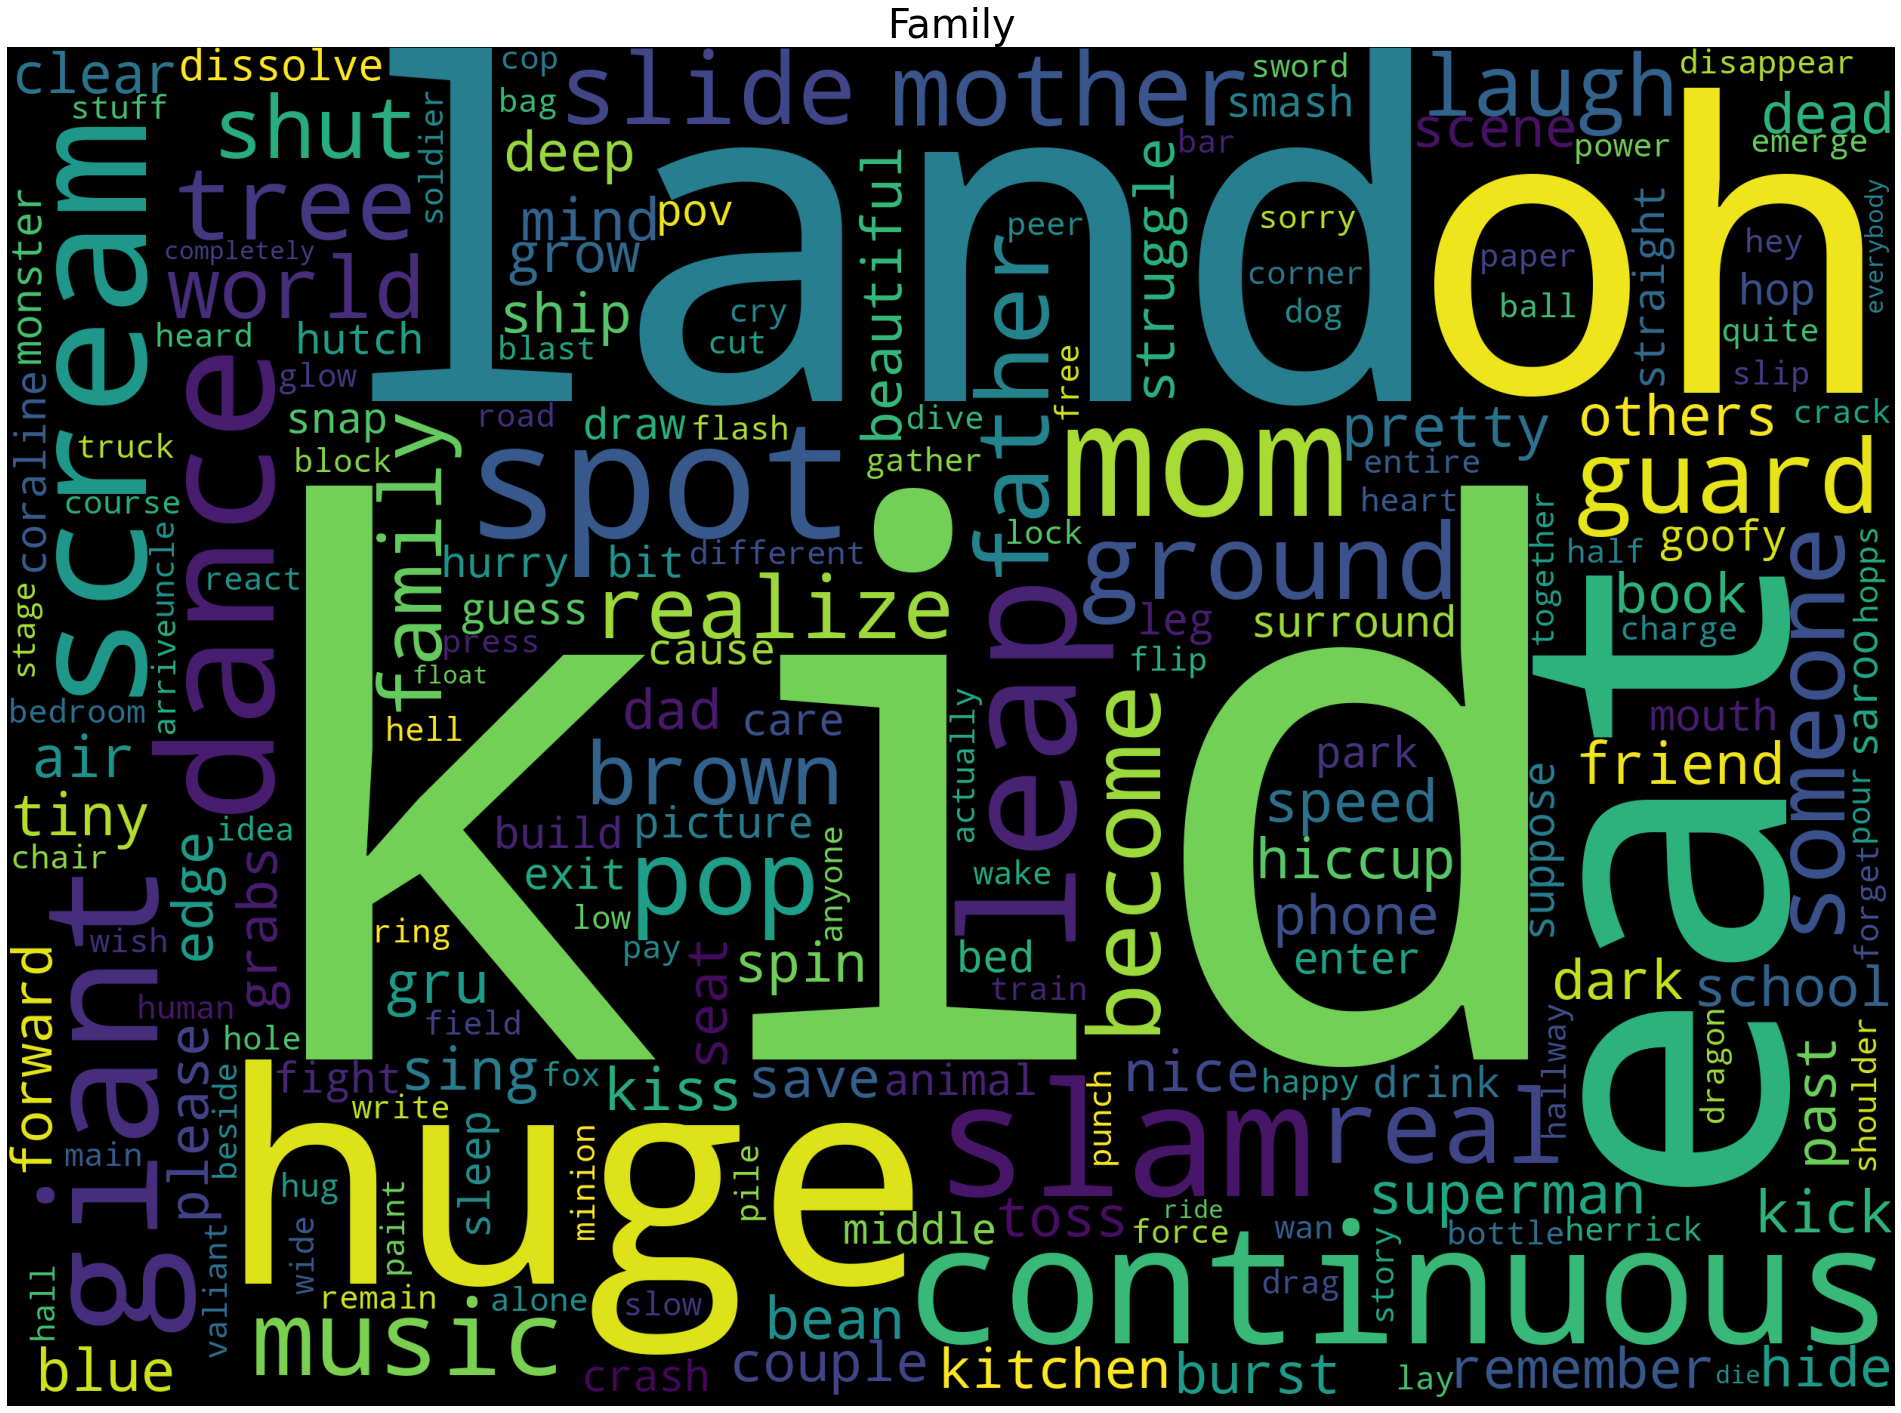 Family
clear
dissolve
cop
slide
mother
sword
laugh
disappear
stuff
bag
smash
dead
scream
shut
soldier
land
deep
bar
scene
power
emerge
oh
tree
mind
pov
beautiful
father
peer
struggle
sorry
straight
paper
hey
everybody
monster
completely
world
grow
corner
hop
ship
cry
dog
ball
quite
heard
hutch
blast
cut
glow
slip
free
coraline
dance
snap
family
road
draw
flash
dive
mom
pretty
others
crack
truck
block
spot
gather
entire
guard
course
heart
arrive
uncle
hurry
bit
different
lock
ground
together
half
goofy
someone
hopps
react
kid
guess
realize
leap
leg
surround
book
charge
stage
press
cause
flip
float
eat
saroo
bedroom
hell
dad
care
become
mouth
air
brown
actually
park
friend
tiny
idea
build
picture
speed
suppose
pour
chair
edge
grabs
exit
pop
anyone
wake
hiccup
forget
giant
low
phone
wish
ring
pay
seat
spin
bed
enter
forward
gru
train
dark
school
human
field
hole
please
fight
sing
fox
kiss
save
animal
punch
nice
happy
drink
hallway
dragon
past
shoulder
beside
write
huge
sleep
minion
slam
real
main
pile
hug
superman
kick
valiant
wide
paint
middle
toss
force
ride
wan
story
bottle
herrick
continuous
hall
remain
alone
slow
drag
music
bean
blue
crash
couple
kitchen
burst
lay
remember
die
hide